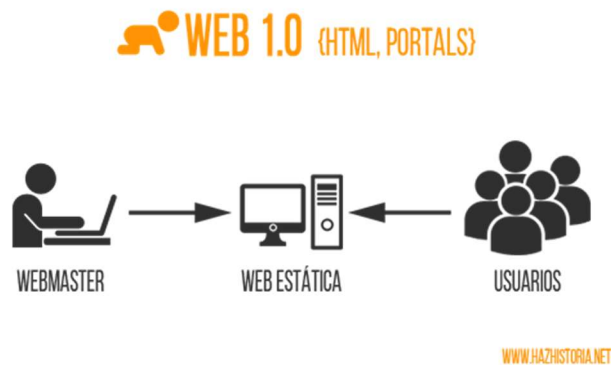 WEB 1.0 {HTML, PORTALS}
WEBMASTER
WEB ESTÁTICA
USUARIOS
WWW.HAZHISTORIA.NET